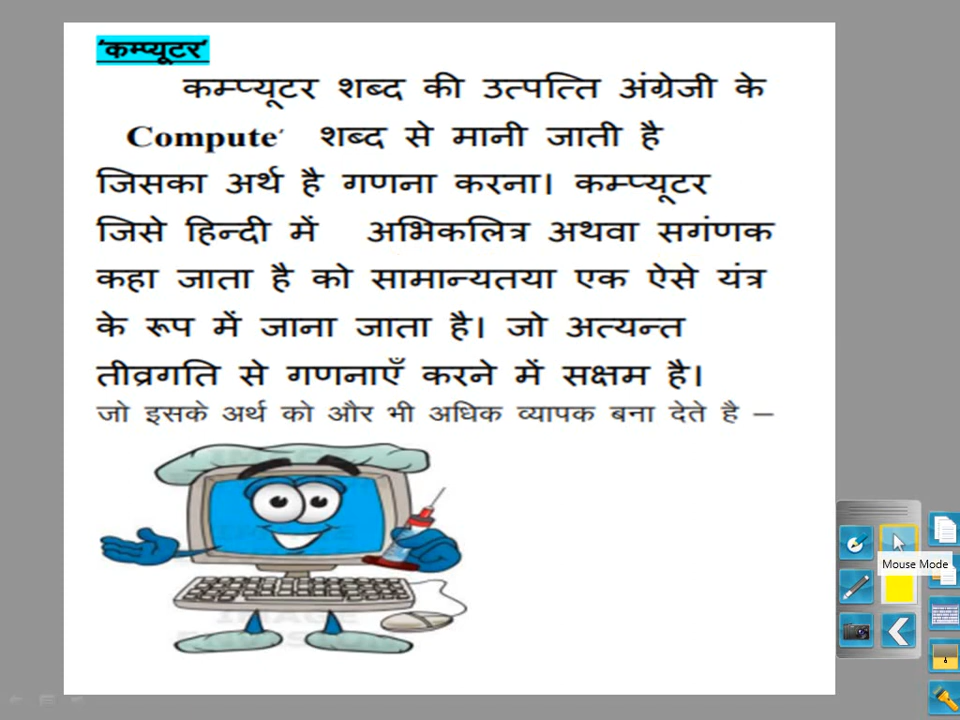 ‘कम्प्यूटर’
कम्प्यूटर शब्द की उत्पत्ति अंग्रेजी के
Compute´ शब्द से मानी जाती है
जिसका अर्थ है गणना करना। कम्प्यूटर
जिसे हिन्दी में अभिकलित्र अथवा सगंणक
कहा जाता है को सामान्यतया एक ऐसे यंत्र
के रूप में जाना जाता है। जो अत्यन्त
तीव्रगति से गणनाएँ करने में सक्षम है।
जो इसके अर्थ को और भी अधिक व्यापक बना देते है –
Mouse Mode